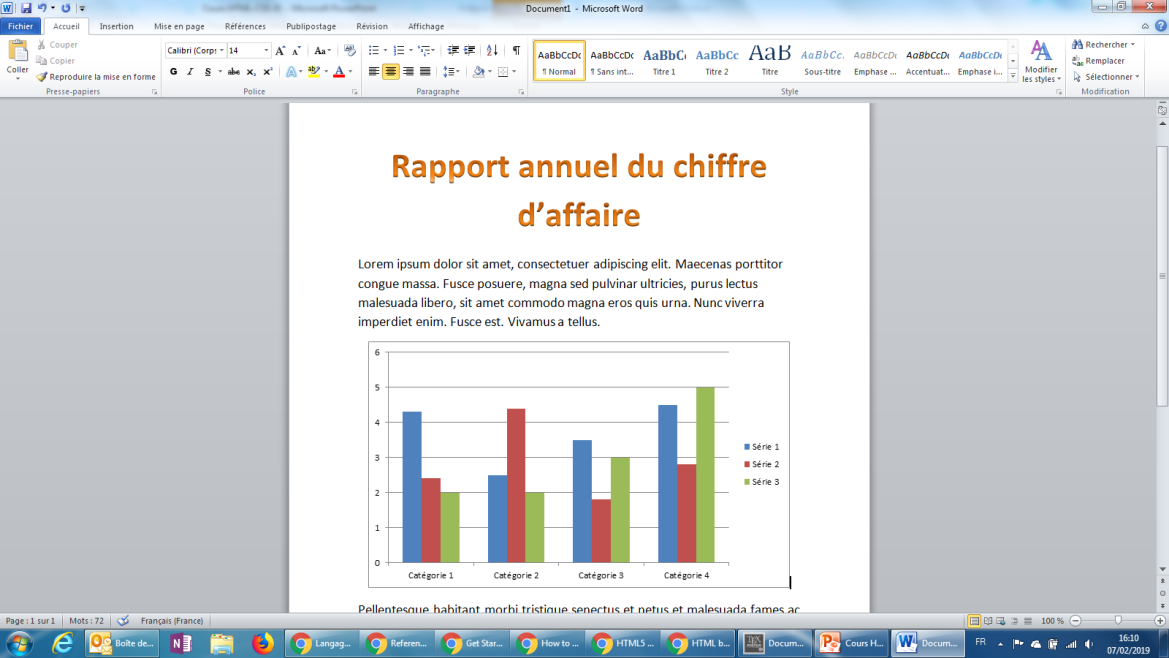 Document1 - Microsoft Word
Fichier Accueil Insertion Mise en page Références Publipostage Révision Affichage
Coller
Couper
Copier
Reproduire la mise en forme
Presse-papiers
Calibri (Corps 14
G I S abc x₂ x²
Police
Paragraphe
AaBbCcDc AaBbCcDc AaBbC AaBbCc AaB AaBbCc. AaBbCcDt AaBbCcDt AaBbCcDt
¶ Normal ¶ Sans int... Titre 1 Titre 2 Titre Sous-titre Emphase ... Accentuat... Emphase i...
Style
Modifier
les styles
Rechercher
Remplacer
Sélectionner
Modification
Rapport annuel du chiffre
d’affaire
Lorem ipsum dolor sit amet, consectetuer adipiscing elit. Maecenas porttitor
congue massa. Fusce posuere, magna sed pulvinar ultricies, purus lectus
malesuada libero, sit amet commodo magna eros quis urna. Nunc viverra
imperdiet enim. Fusce est. Vivamus a tellus.
6
5
4
3
2
1
0
Catégorie 1 Catégorie 2 Catégorie 3 Catégorie 4
Série 1
Série 2
Série 3
Pellentesque habitant morbi tristique senectus et netus et malesuada fames ac
Page : 1 sur 1 Mots : 72 Français (France) 100 %
Boîte de... Langag... Referen... Get Star... How to ... HTML5 ... HTML b... Docum... Cours H... Docum... FR 16:10
07/02/2019